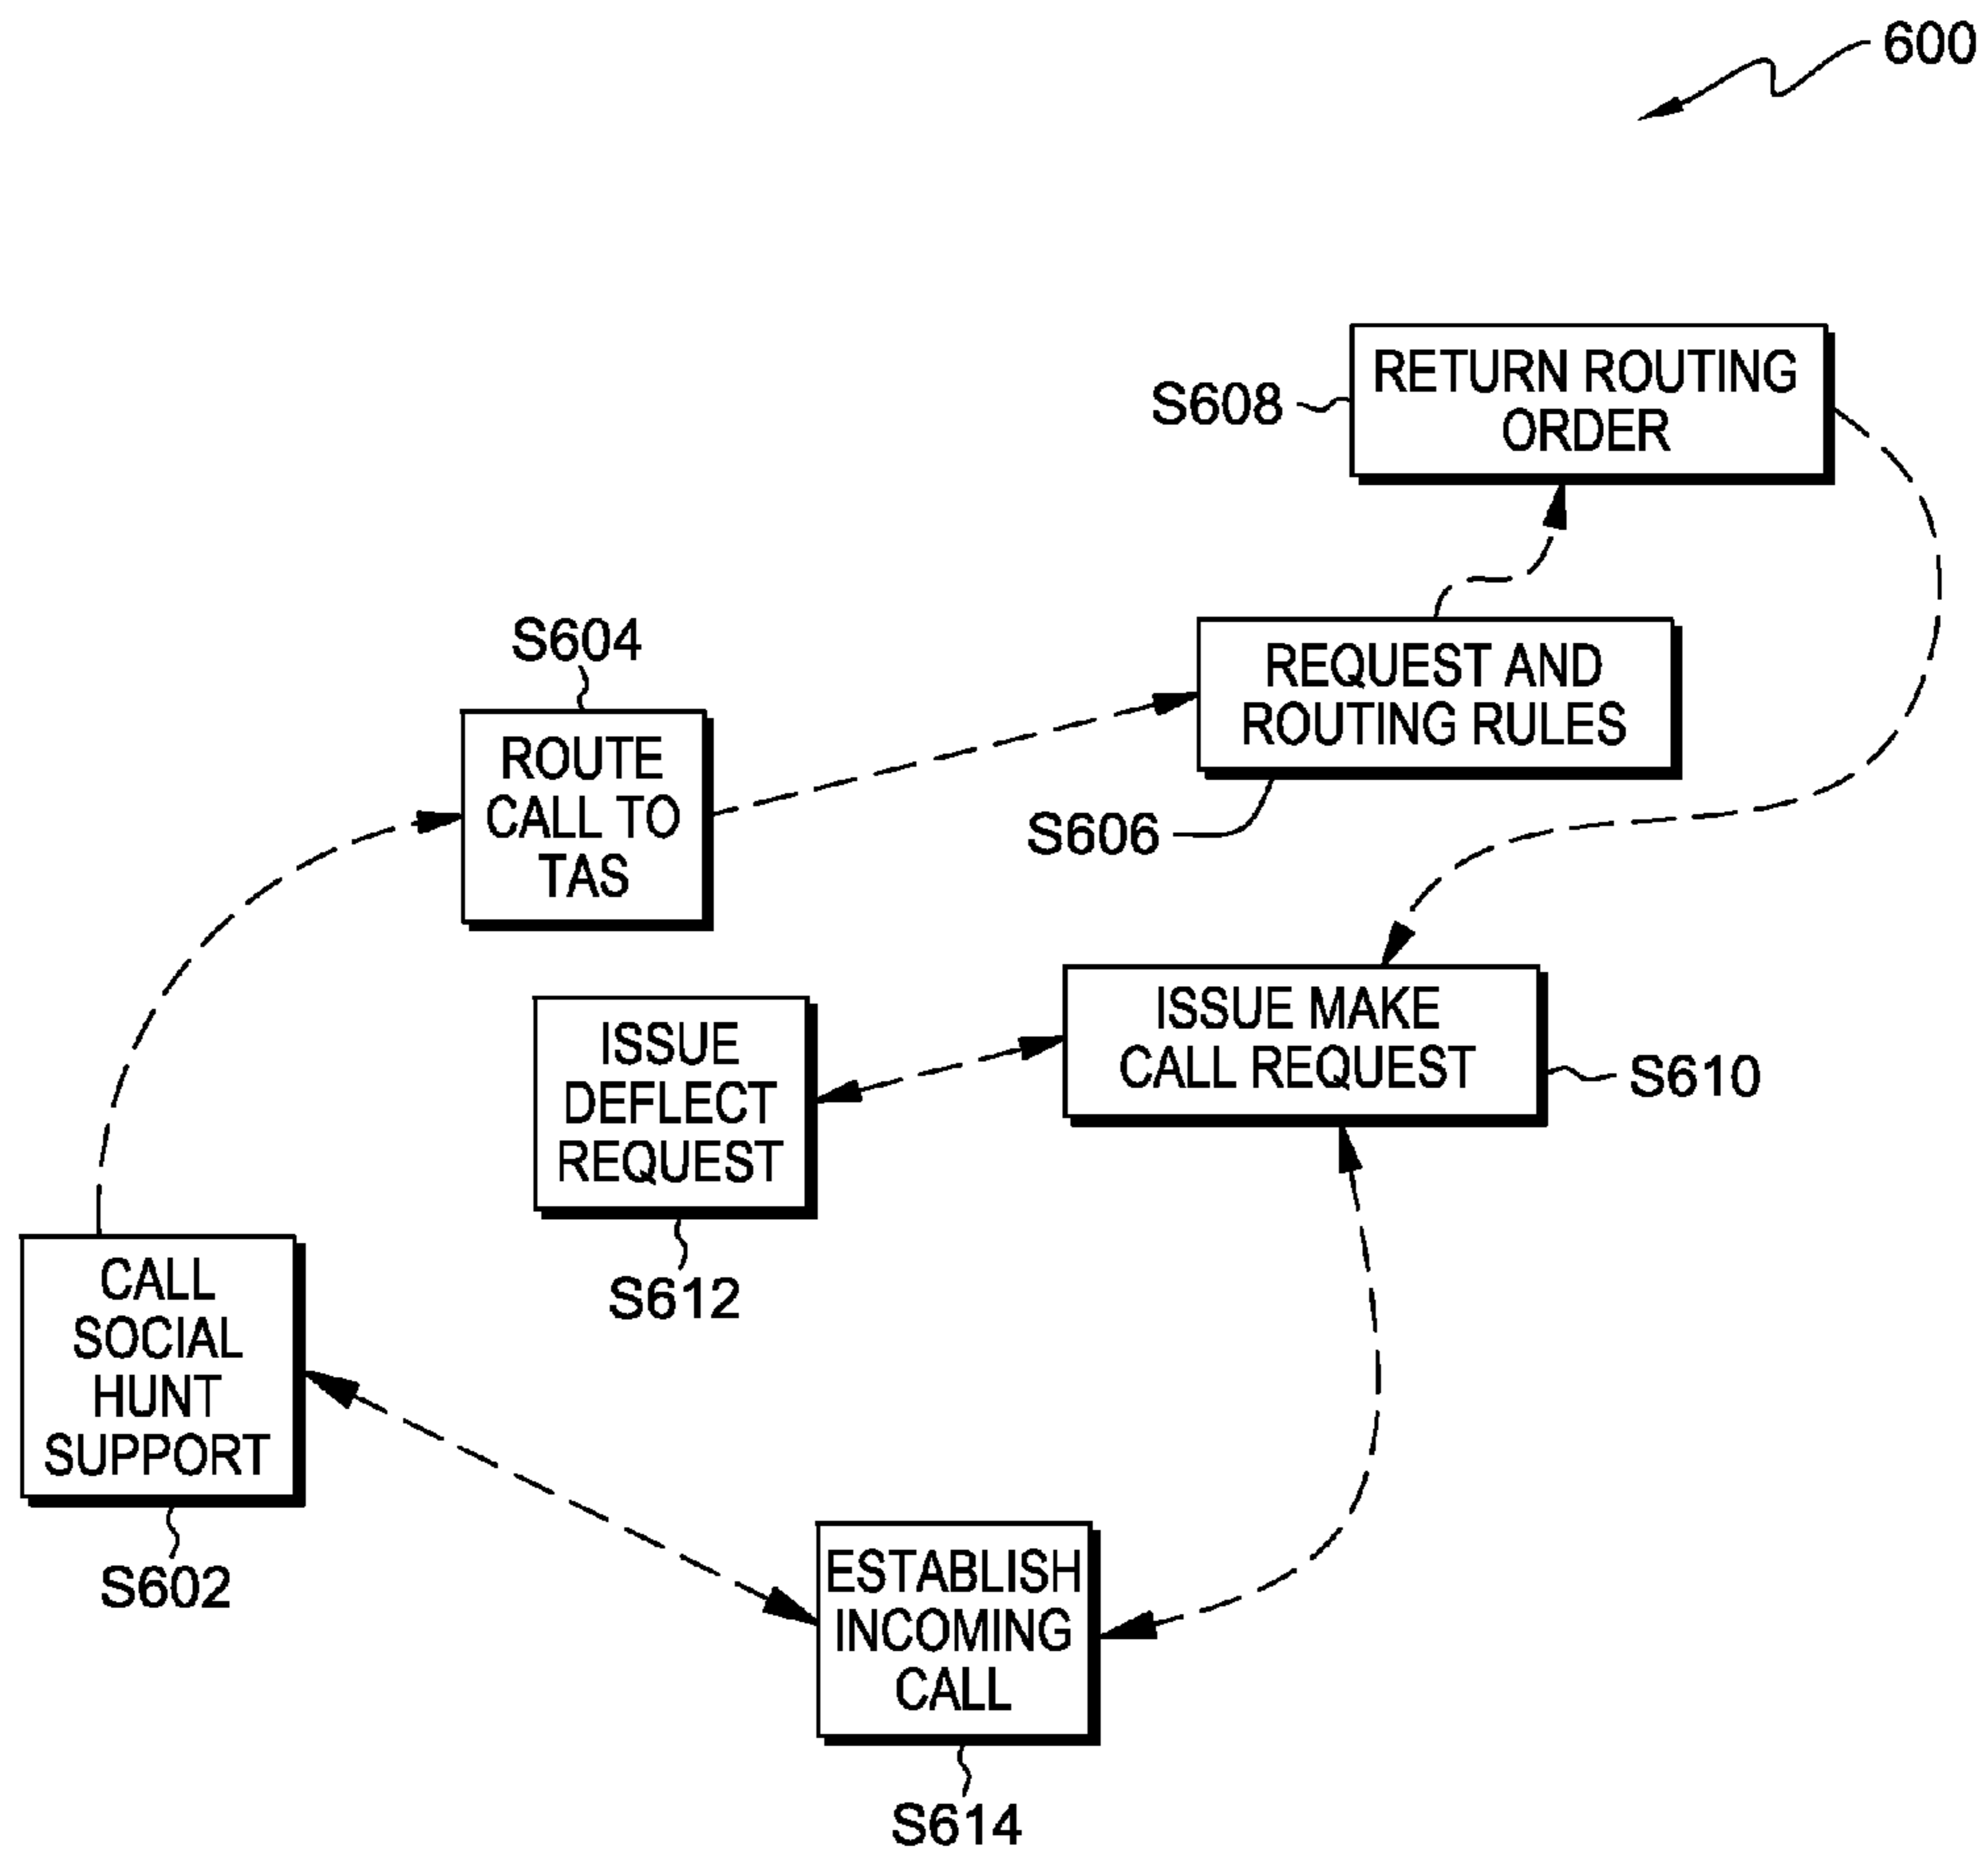 600
RETURN ROUTING
ORDER
S608
S604
REQUEST AND
ROUTING RULES
S606
ROUTE
CALL TO
TAS
ISSUE MAKE
CALL REQUEST
S610
ISSUE
DEFLECT
REQUEST
S612
CALL
SOCIAL
HUNT
SUPPORT
S602
ESTABLISH
INCOMING
CALL
S614